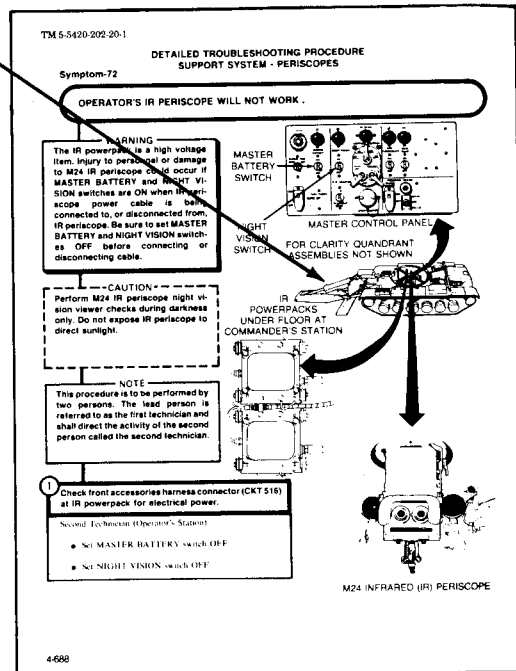 TM 5-5420-202-20-1
DETAILED TROUBLESHOOTING PROCEDURE
SUPPORT SYSTEM - PERISCOPES
Symptom-72
OPERATOR'S IR PERISCOPE WILL NOT WORK .
WARNING
The IR powerpack is a high voltage
item. Injury to personnel or damage
to M24 IR periscope could occur if
MASTER BATTERY and NIGHT VI-
SION switches are ON when IR peri-
scope power cable is being
connected to, or disconnected from,
IR periscope. Be sure to set MASTER
BATTERY and NIGHT VISION switch-
es OFF before connecting or
disconnecting cable.
CAUTION
Perform M24 IR periscope night vi-
sion viewer checks during darkness
only. Do not expose IR periscope to
direct sunlight.
NOTE
This procedure is to be performed by
two persons. The lead person is
referred to as the first technician and
shall direct the activity of the second
person called the second technician.
1
Check front accessories harness connector (CKT 516)
at IR powerpack for electrical power.
Second Technician (Operator's Station)
• Set MASTER BATTERY switch OFF
• Set NIGHT VISION switch OFF
MASTER
BATTERY
SWITCH
NIGHT
VISION
SWITCH
MASTER CONTROL PANEL
FOR CLARITY QUADRANT
ASSEMBLIES NOT SHOWN
IR
POWERPACKS
UNDER FLOOR AT
COMMANDER'S STATION
M24 INFRARED (IR) PERISCOPE
4-688